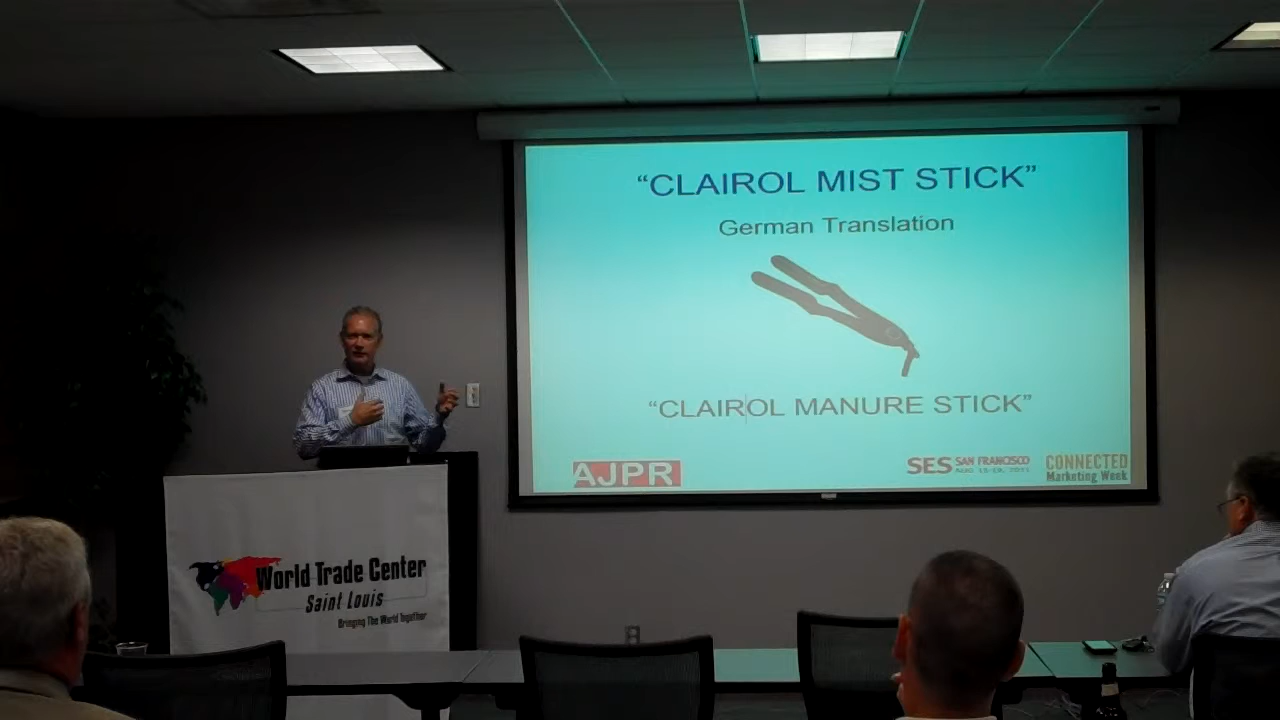 “CLAIROL MIST STICK”
German Translation
“CLAIROL MANURE STICK”
AJPR
SES SAN FRANCISCO
CONNECTED
Marketing Week
World Trade Center
Saint Louis
Bringing The World Together